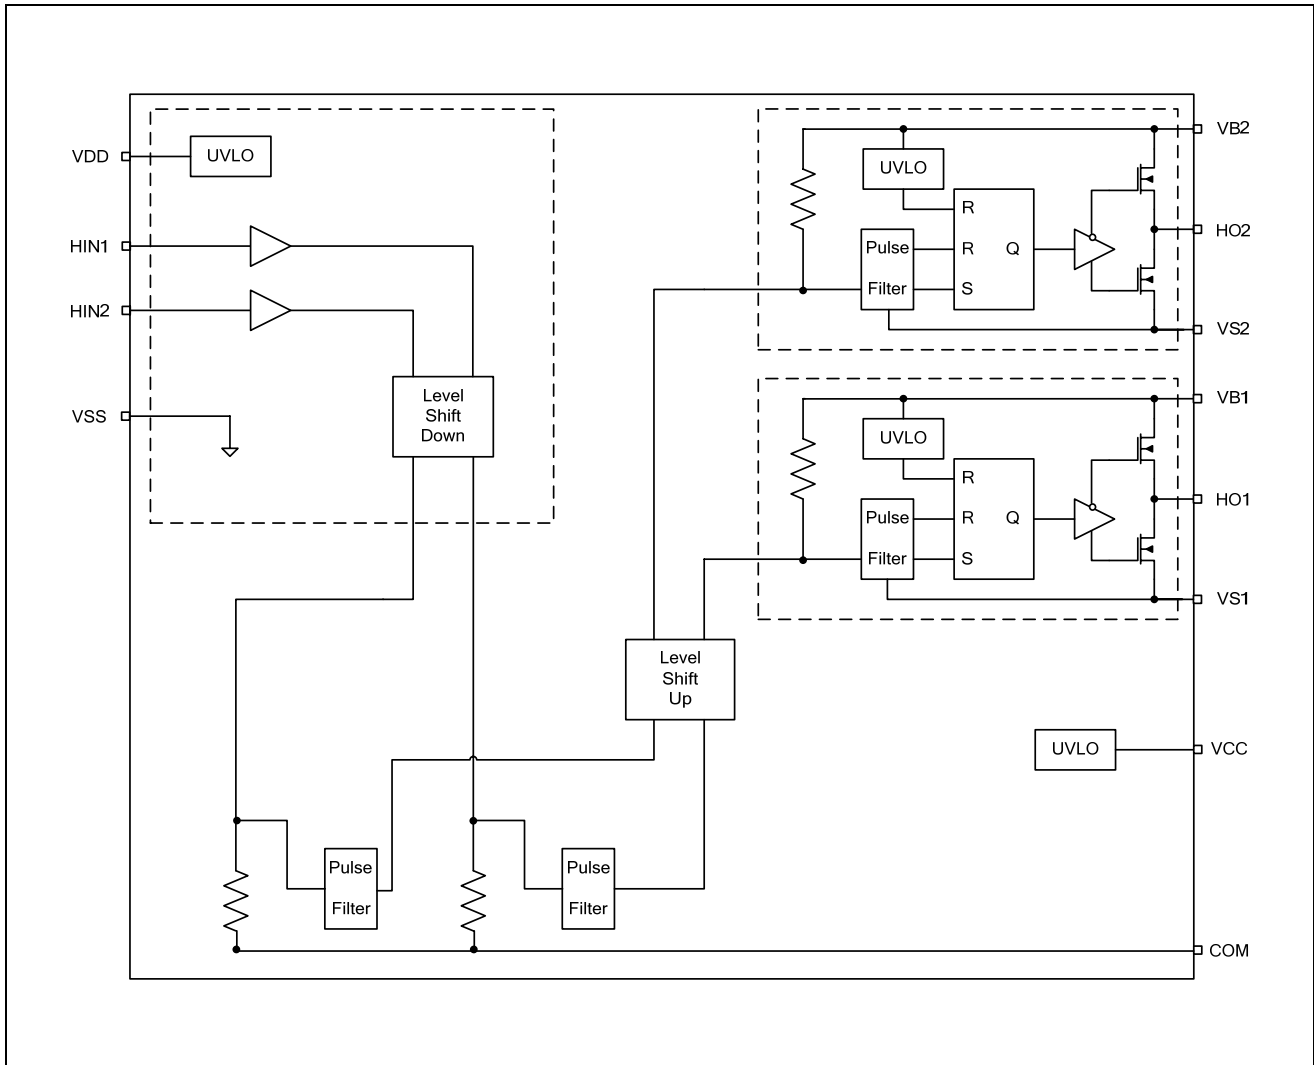 VDD
UVLO
HIN1
HIN2
VSS
Level
Shift
Down
UVLO
R
Pulse
Filter
R
S
Q
VB2
HO2
VS2
UVLO
R
Pulse
Filter
R
S
Q
VB1
HO1
VS1
Level
Shift
Up
UVLO
VCC
Pulse
Filter
Pulse
Filter
COM